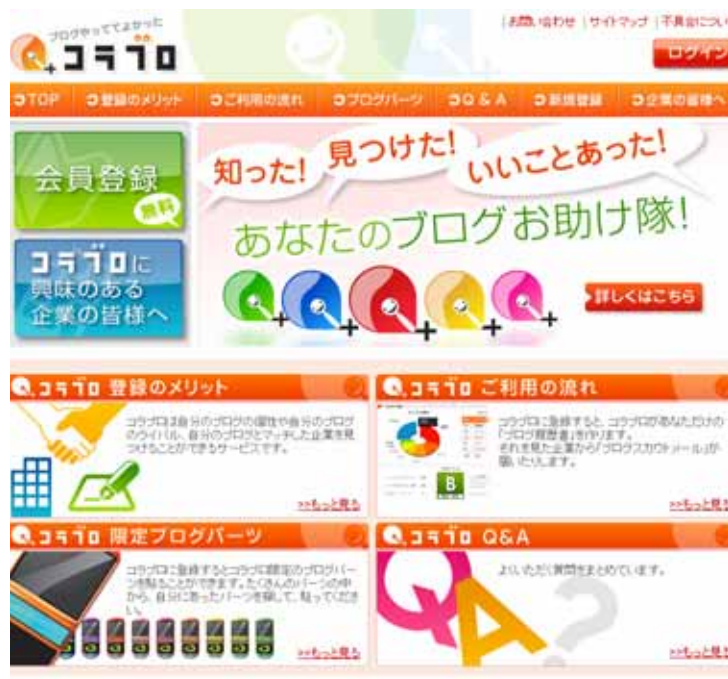 ブログやっててよかった
コラブロ
|お問い合わせ |サイトマップ |不具合につい
ログイン
TOP 登録のメリット ご利用の流れ ブログパーツ Q & A 新規登録 企業の皆様へ
会員登録
無料
コラブロに
興味のある
企業の皆様へ
知った! 見つけた! いいことあった!
あなたのブログお助け隊!
詳しくはこちら
コラブロ 登録のメリット
コラブロは自分のブログの個性や自分のブログ
のライバル、自分のブログとマッチした企業を見
つけることができるサービスです。
>>もっと見る
コラブロ ご利用の流れ
コラブロに登録すると、コラブロがあなただけの
「ブログ履歴書」を作ります。
それを見た企業から「ブログスカウトメール」が
届いたりします。
B
>>もっと見る
コラブロ 限定ブログパーツ
コラブロに登録するとコラブロ限定のブログパー
ツを貼ることができます。たくさんのパーツの中
から、自分にあったパーツを探して、貼ってくださ
い。
>>もっと見る
コラブロ Q&A
よくいただく質問をまとめています。
QA?
>>もっと見る